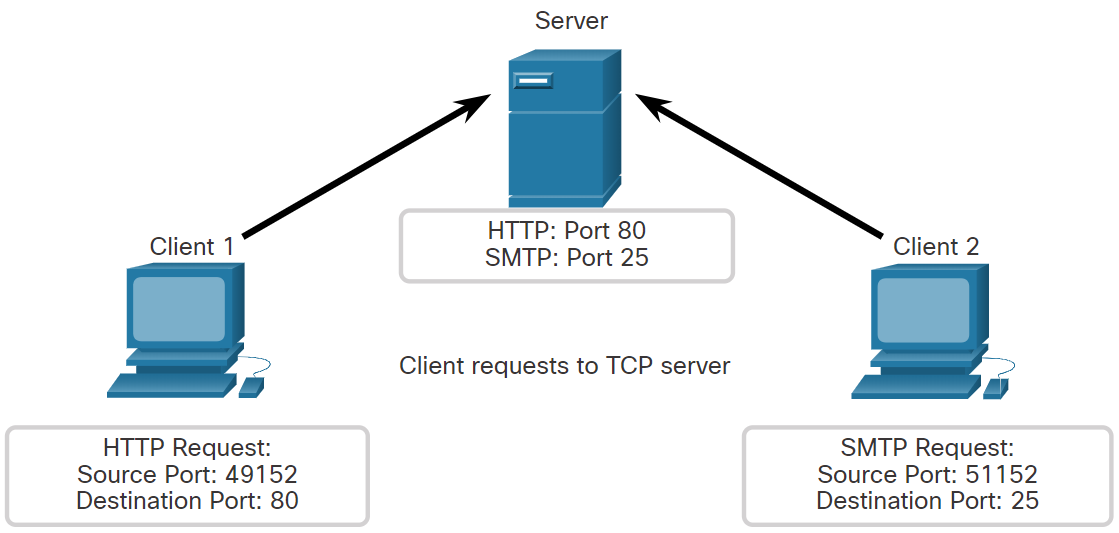 Server
HTTP: Port 80
SMTP: Port 25
Client 1
Client 2
Client requests to TCP server
HTTP Request:
Source Port: 49152
Destination Port: 80
SMTP Request:
Source Port: 51152
Destination Port: 25